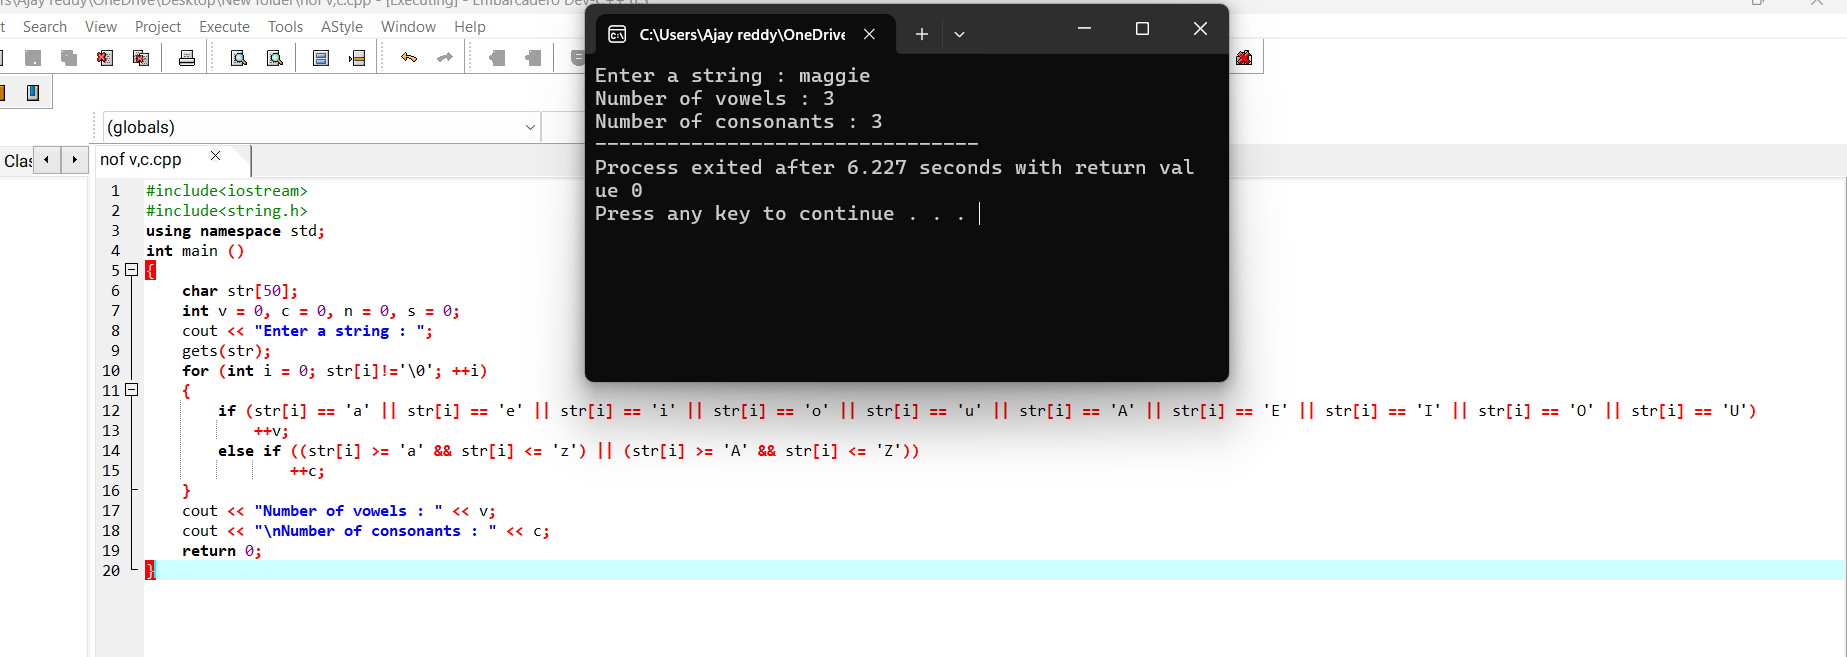 rs\Ajay reddy\OneDrive\Desktop\New folder\nof v,c.cpp - [Executing] - Embarcadero Dev-C++ 6.3
t Search View Project Execute Tools AStyle Window Help
C:\Users\Ajay reddy\OneDrive
Enter a string : maggie
Number of vowels : 3
Number of consonants : 3
--------------------------------
Process exited after 6.227 seconds with return val
ue 0
Press any key to continue . . .
(globals)
Clas
nof v,c.cpp
1 #include<iostream>
2 #include<string.h>
3 using namespace std;
4 int main ()
5 {
6 char str[50];
7 int v = 0, c = 0, n = 0, s = 0;
8 cout << "Enter a string : ";
9 gets(str);
10 for (int i = 0; str[i]!='\0'; ++i)
11 {
12 if (str[i] == 'a' || str[i] == 'e' || str[i] == 'i' || str[i] == 'o' || str[i] == 'u' || str[i] == 'A' || str[i] == 'E' || str[i] == 'I' || str[i] == 'O' || str[i] == 'U')
13 ++v;
14 else if ((str[i] >= 'a' && str[i] <= 'z') || (str[i] >= 'A' && str[i] <= 'Z'))
15 ++c;
16 }
17 cout << "Number of vowels : " << v;
18 cout << "\nNumber of consonants : " << c;
19 return 0;
20 }